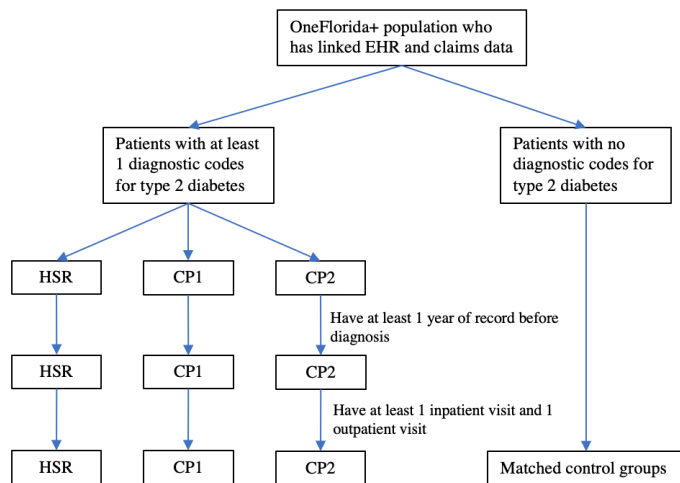 OneFlorida+ population who
has linked EHR and claims data
Patients with at least
1 diagnostic codes
for type 2 diabetes
Patients with no
diagnostic codes for
type 2 diabetes
HSR
CP1
CP2
Have at least 1 year of record before
diagnosis
HSR
CP1
CP2
Have at least 1 inpatient visit and 1
outpatient visit
HSR
CP1
CP2
Matched control groups